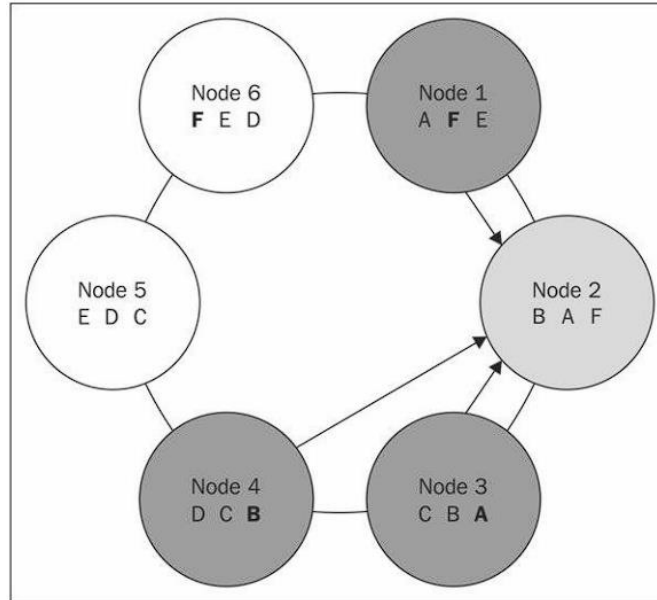 Node 6
F E D
Node 1
A F E
Node 5
E D C
Node 2
B A F
Node 4
D C B
Node 3
C B A